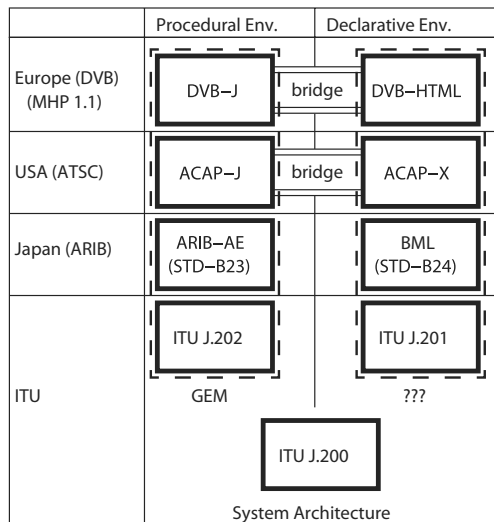 Procedural Env. Declarative Env.
Europe (DVB)
(MHP 1.1)
DVB–J
bridge
DVB–HTML
USA (ATSC)
ACAP–J
bridge
ACAP–X
Japan (ARIB)
ARIB–AE
(STD–B23)
BML
(STD–B24)
ITU
ITU J.202
GEM
ITU J.201
???
ITU J.200
System Architecture